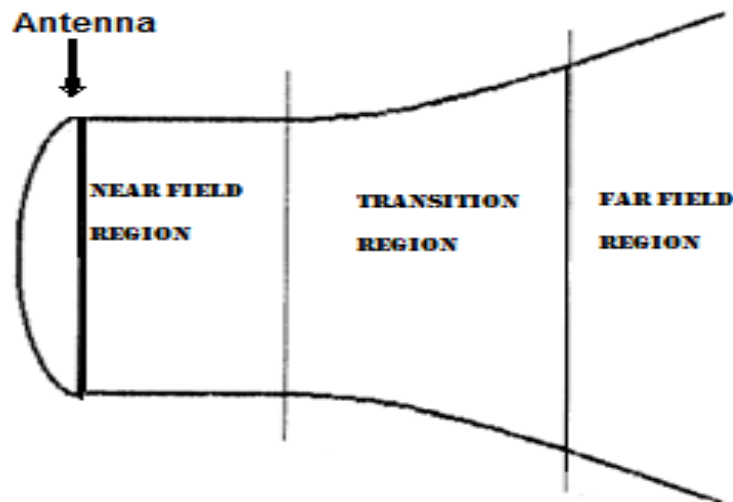 Antenna
NEAR FIELD
REGION
TRANSITION
REGION
FAR FIELD
REGION